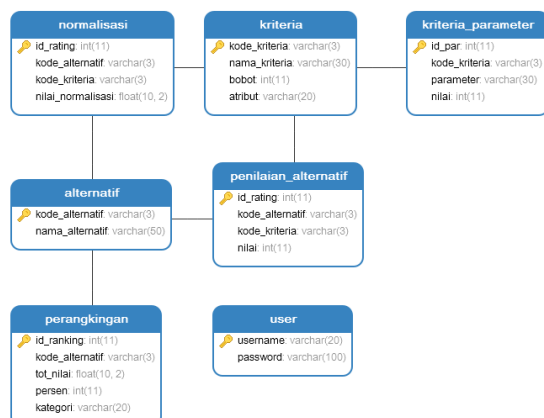 normalisasi
id_rating: int(11)
kode_alternatif: varchar(3)
kode_kriteria: varchar(3)
nilai_normalisasi: float(10, 2)
kriteria
kode_kriteria: varchar(3)
nama_kriteria: varchar(30)
bobot: int(11)
atribut: varchar(20)
kriteria_parameter
id_par: int(11)
kode_kriteria: varchar(3)
parameter: varchar(30)
nilai: int(11)
alternatif
kode_alternatif: varchar(3)
nama_alternatif: varchar(50)
penilaian_alternatif
id_rating: int(11)
kode_alternatif: varchar(3)
kode_kriteria: varchar(3)
nilai: int(11)
perangkingan
id_ranking: int(11)
kode_alternatif: varchar(3)
tot_nilai: float(10, 2)
persen: int(11)
kategori: varchar(20)
user
username: varchar(20)
password: varchar(100)